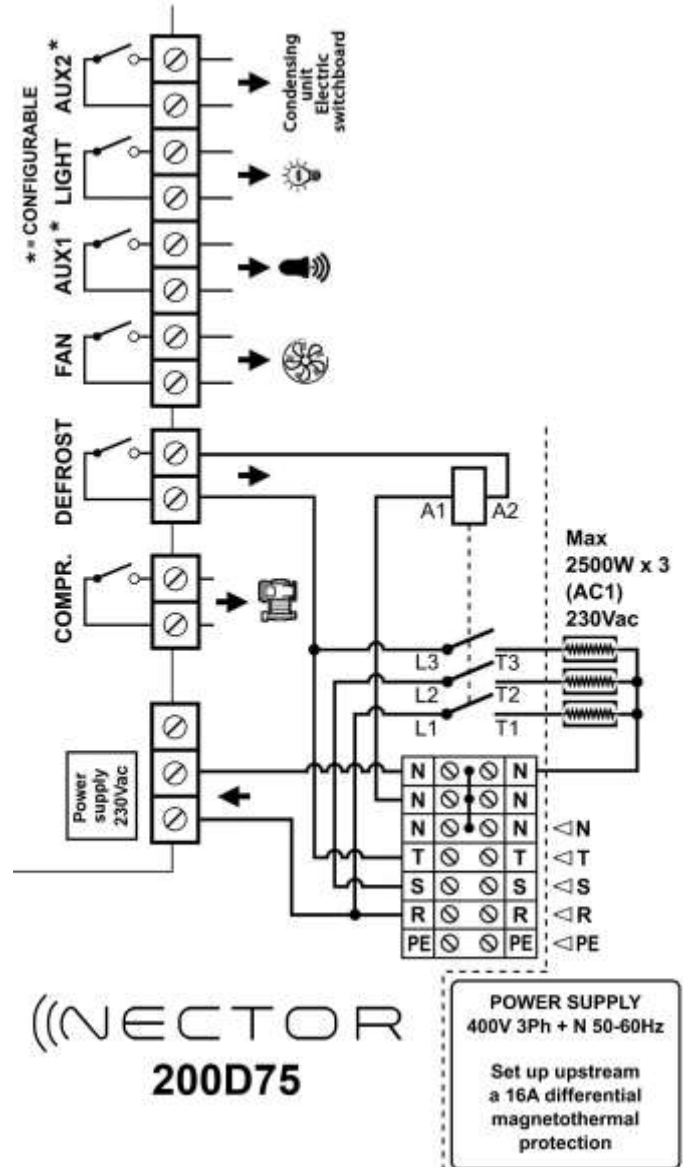 * = CONFIGURABLE
AUX2*
Condensing
unit
Electric
switchboard
LIGHT
AUX1*
FAN
DEFROST
A1
A2
COMPR.
Max
2500W x 3
(AC1)
230Vac
L3
T3
L2
T2
L1
T1
Power
supply
230Vac
N N
N N
N N N
T T T
S S S
R R R
PE PE PE
NECTOR
200D75
POWER SUPPLY
400V 3Ph + N 50-60Hz
Set up upstream
a 16A differential
magnetothermal
protection